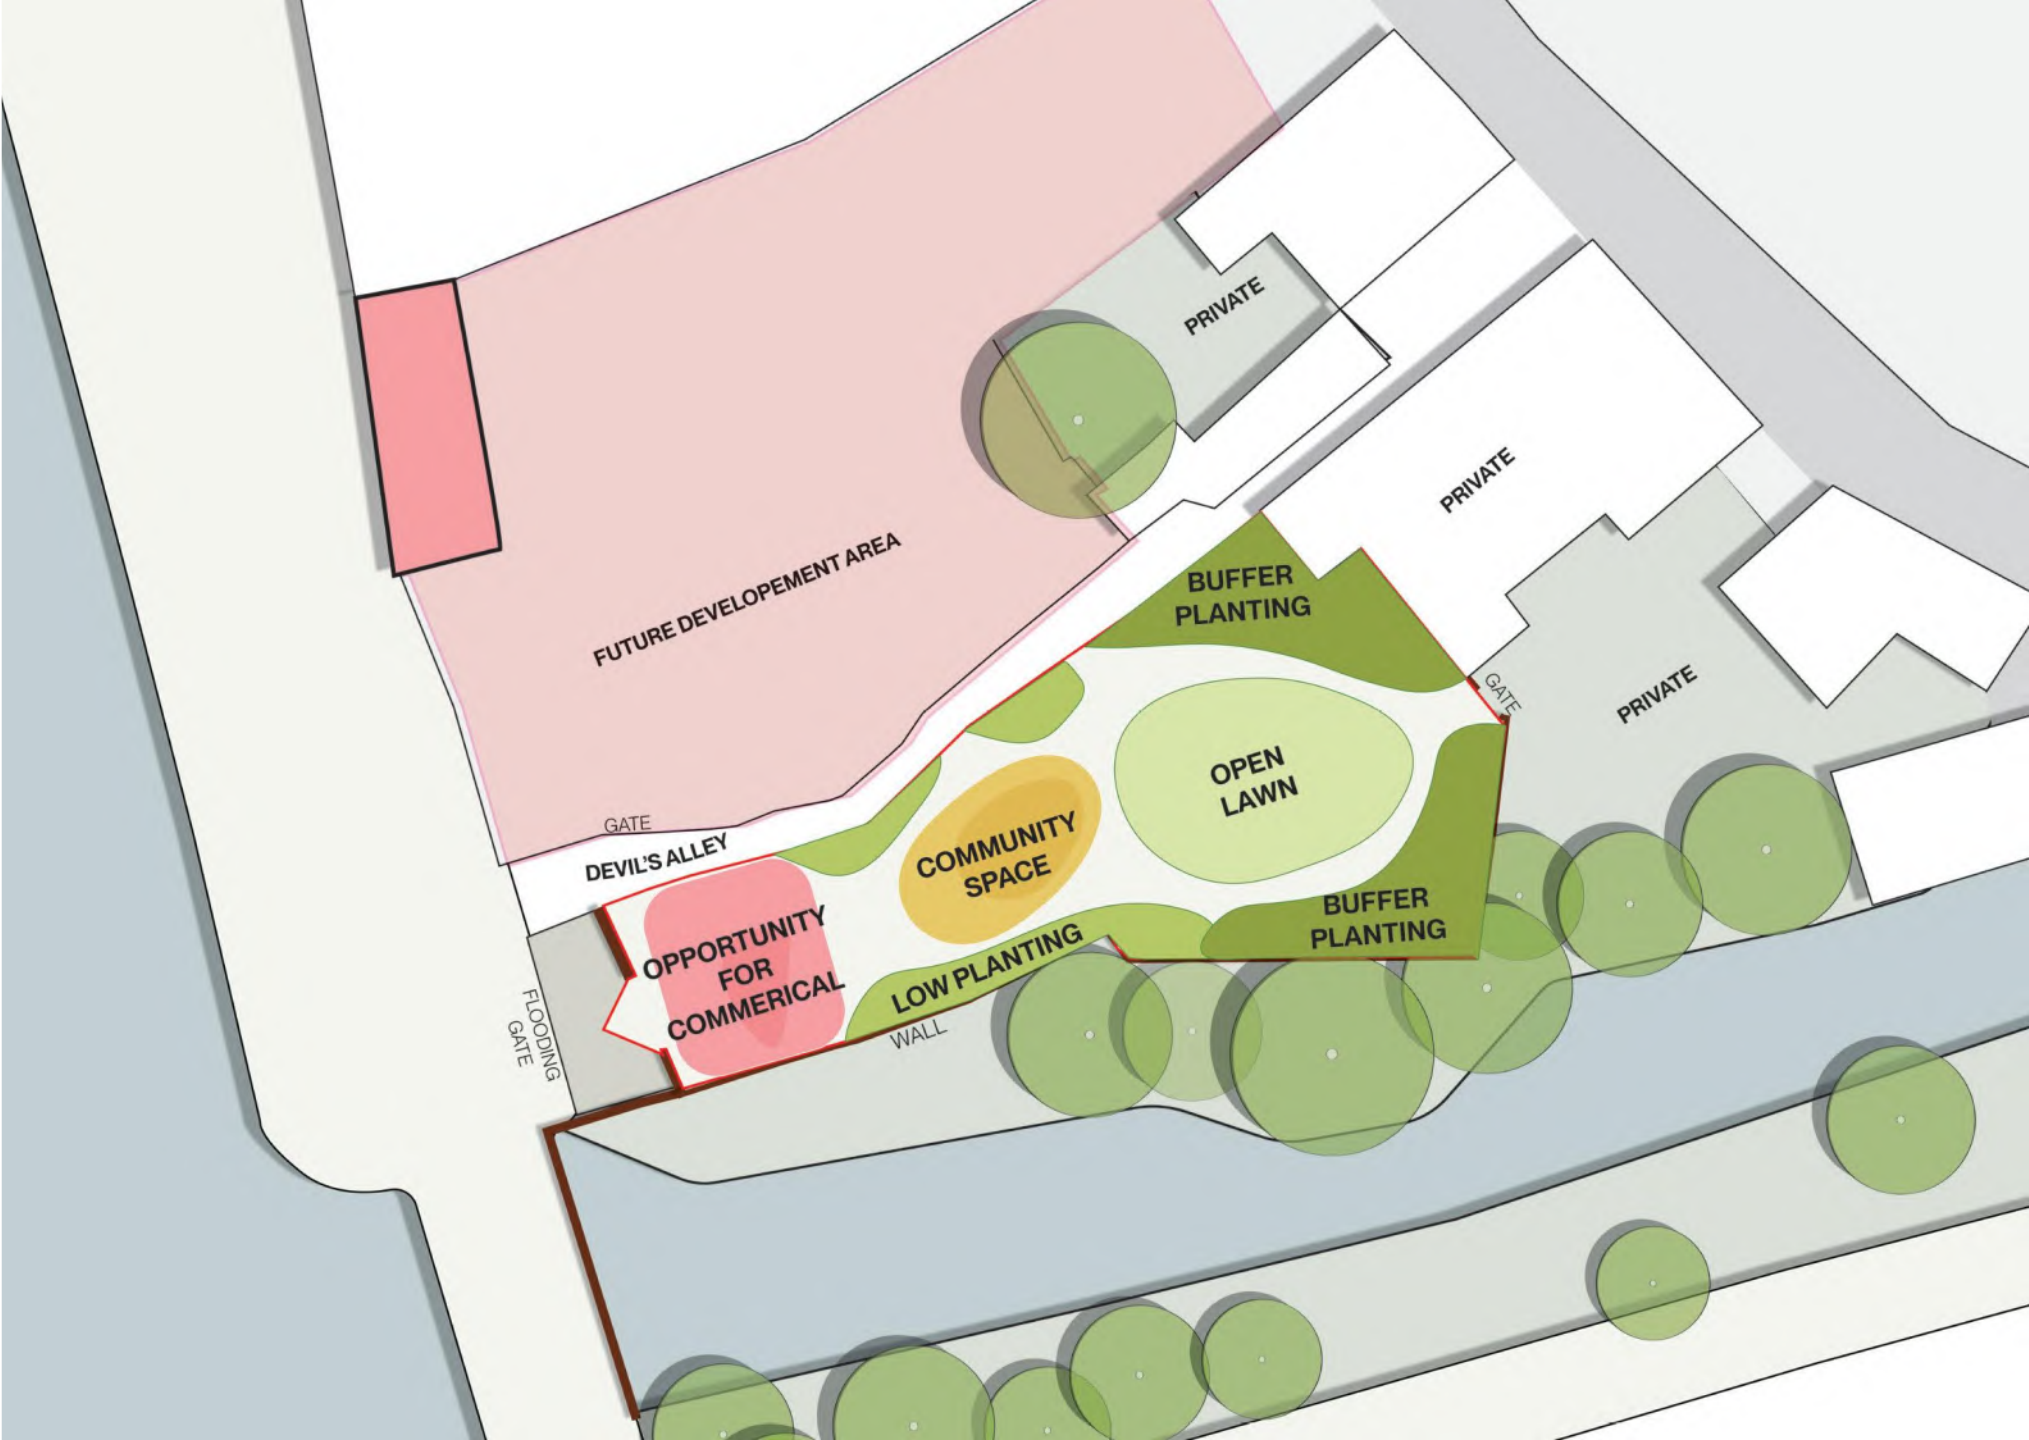 PRIVATE
PRIVATE
FUTURE DEVELOPEMENT AREA
BUFFER
PLANTING
GATE
PRIVATE
OPEN
LAWN
GATE
DEVIL'S ALLEY
COMMUNITY
SPACE
BUFFER
PLANTING
OPPORTUNITY
FOR
COMMERICAL
LOW PLANTING
WALL
FLOODING
GATE